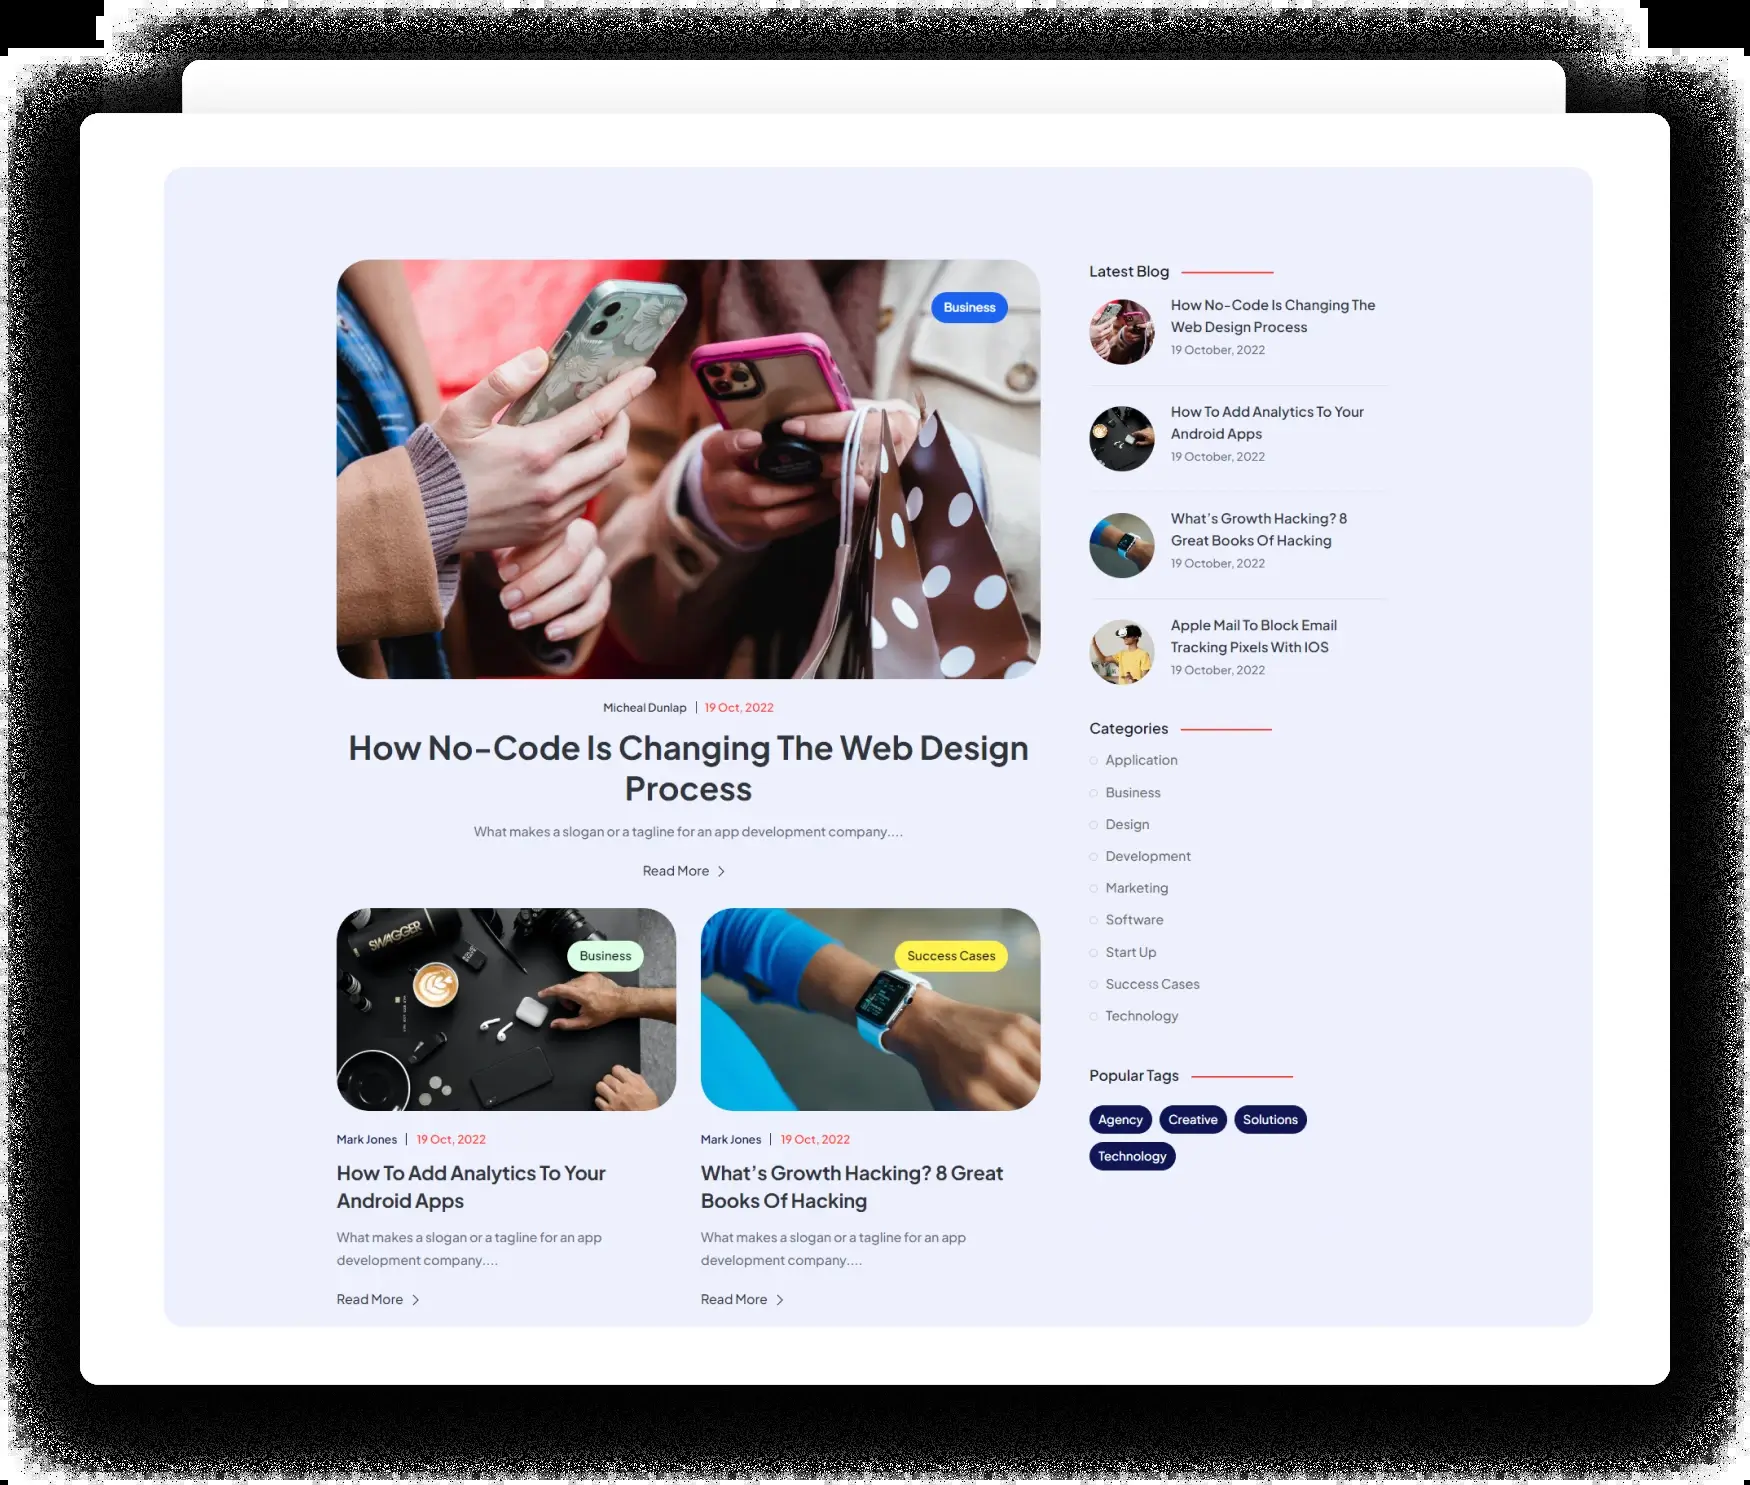 Business
Micheal Dunlap | 19 Oct, 2022
How No-Code Is Changing The Web Design
Process
What makes a slogan or a tagline for an app development company....
Read More
SWAGGER
Business
Mark Jones | 19 Oct, 2022
How To Add Analytics To Your
Android Apps
What makes a slogan or a tagline for an app
development company....
Read More
Success Cases
Mark Jones | 19 Oct, 2022
What's Growth Hacking? 8 Great
Books Of Hacking
What makes a slogan or a tagline for an app
development company....
Read More
Latest Blog
How No-Code Is Changing The
Web Design Process
19 October, 2022
How To Add Analytics To Your
Android Apps
19 October, 2022
What's Growth Hacking? 8
Great Books Of Hacking
19 October, 2022
Apple Mail To Block Email
Tracking Pixels With IOS
19 October, 2022
Categories
Application
Business
Design
Development
Marketing
Software
Start Up
Success Cases
Technology
Popular Tags
Agency
Creative
Solutions
Technology